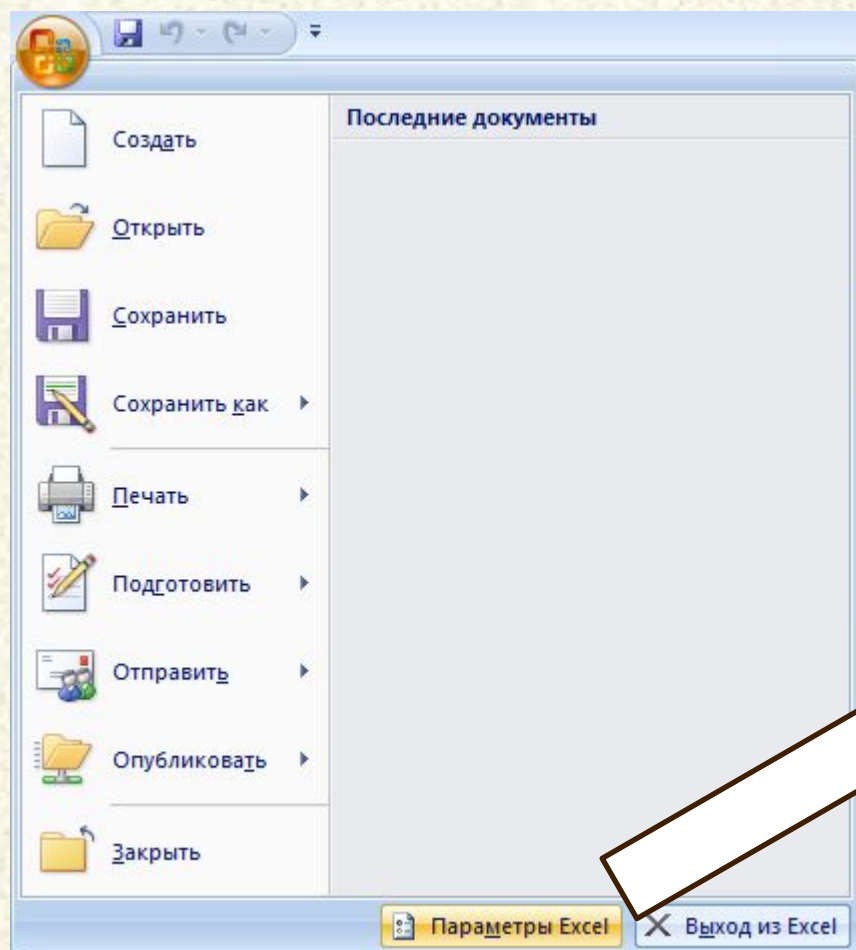 Последние документы
Создать
Открыть
Сохранить
Сохранить как
Печать
Подготовить
Отправить
Опубликовать
Закрыть
Параметры Excel
Выход из Excel